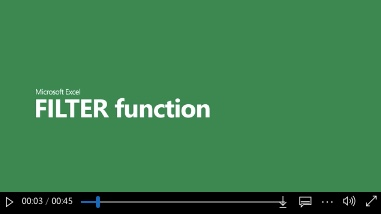 Microsoft Excel
FILTER function
00:03 / 00:45